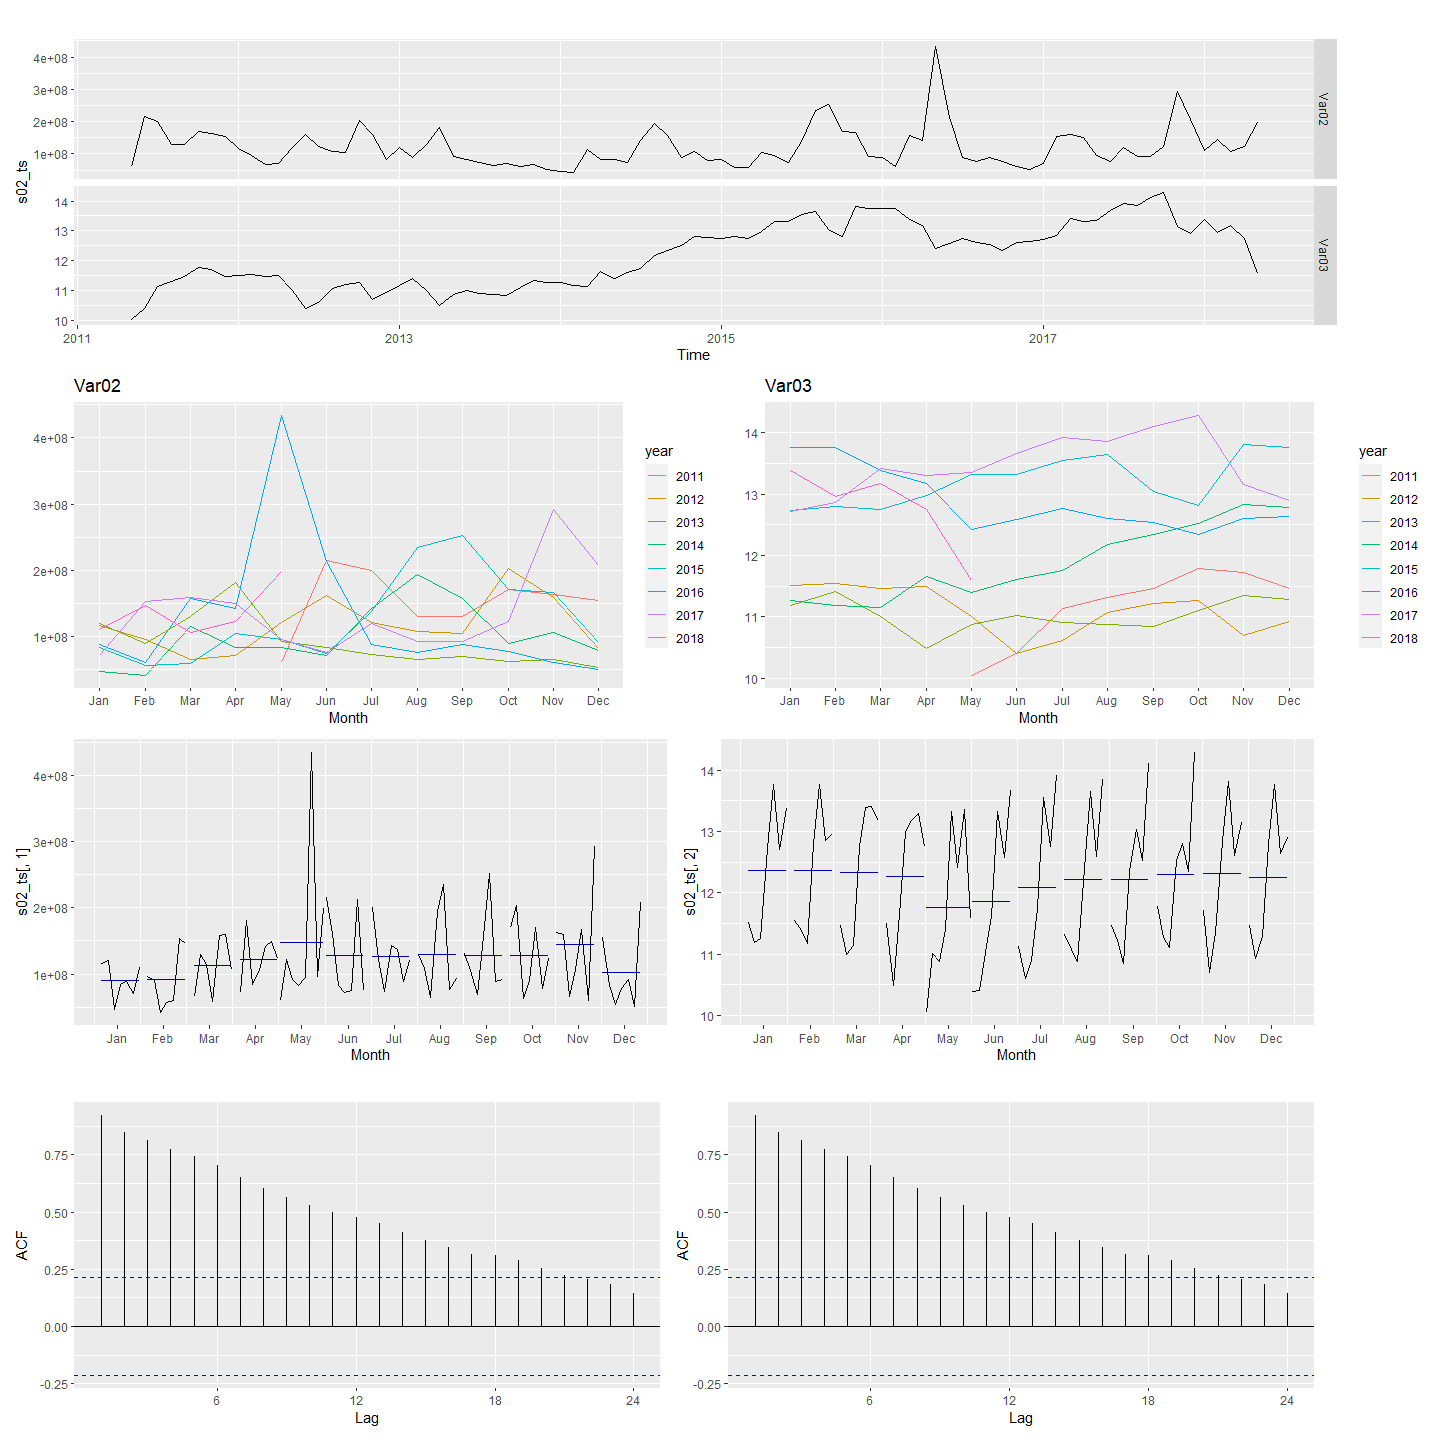 4e+08
3e+08
2e+08
1e+08
Var02
s02_ts
14
13
12
11
10
Var03
2011 2013 2015 2017
Time
Var02
4e+08
3e+08
2e+08
1e+08
Jan Feb Mar Apr May Jun Jul Aug Sep Oct Nov Dec
Month
year
2011
2012
2013
2014
2015
2016
2017
2018
Var03
14
13
12
11
10
Jan Feb Mar Apr May Jun Jul Aug Sep Oct Nov Dec
Month
year
2011
2012
2013
2014
2015
2016
2017
2018
s02_ts[, 1]
4e+08
3e+08
2e+08
1e+08
Jan Feb Mar Apr May Jun Jul Aug Sep Oct Nov Dec
Month
s02_ts[, 2]
14
13
12
11
10
Jan Feb Mar Apr May Jun Jul Aug Sep Oct Nov Dec
Month
ACF
0.75
0.50
0.25
0.00
-0.25
6 12 18 24
Lag
ACF
0.75
0.50
0.25
0.00
-0.25
6 12 18 24
Lag